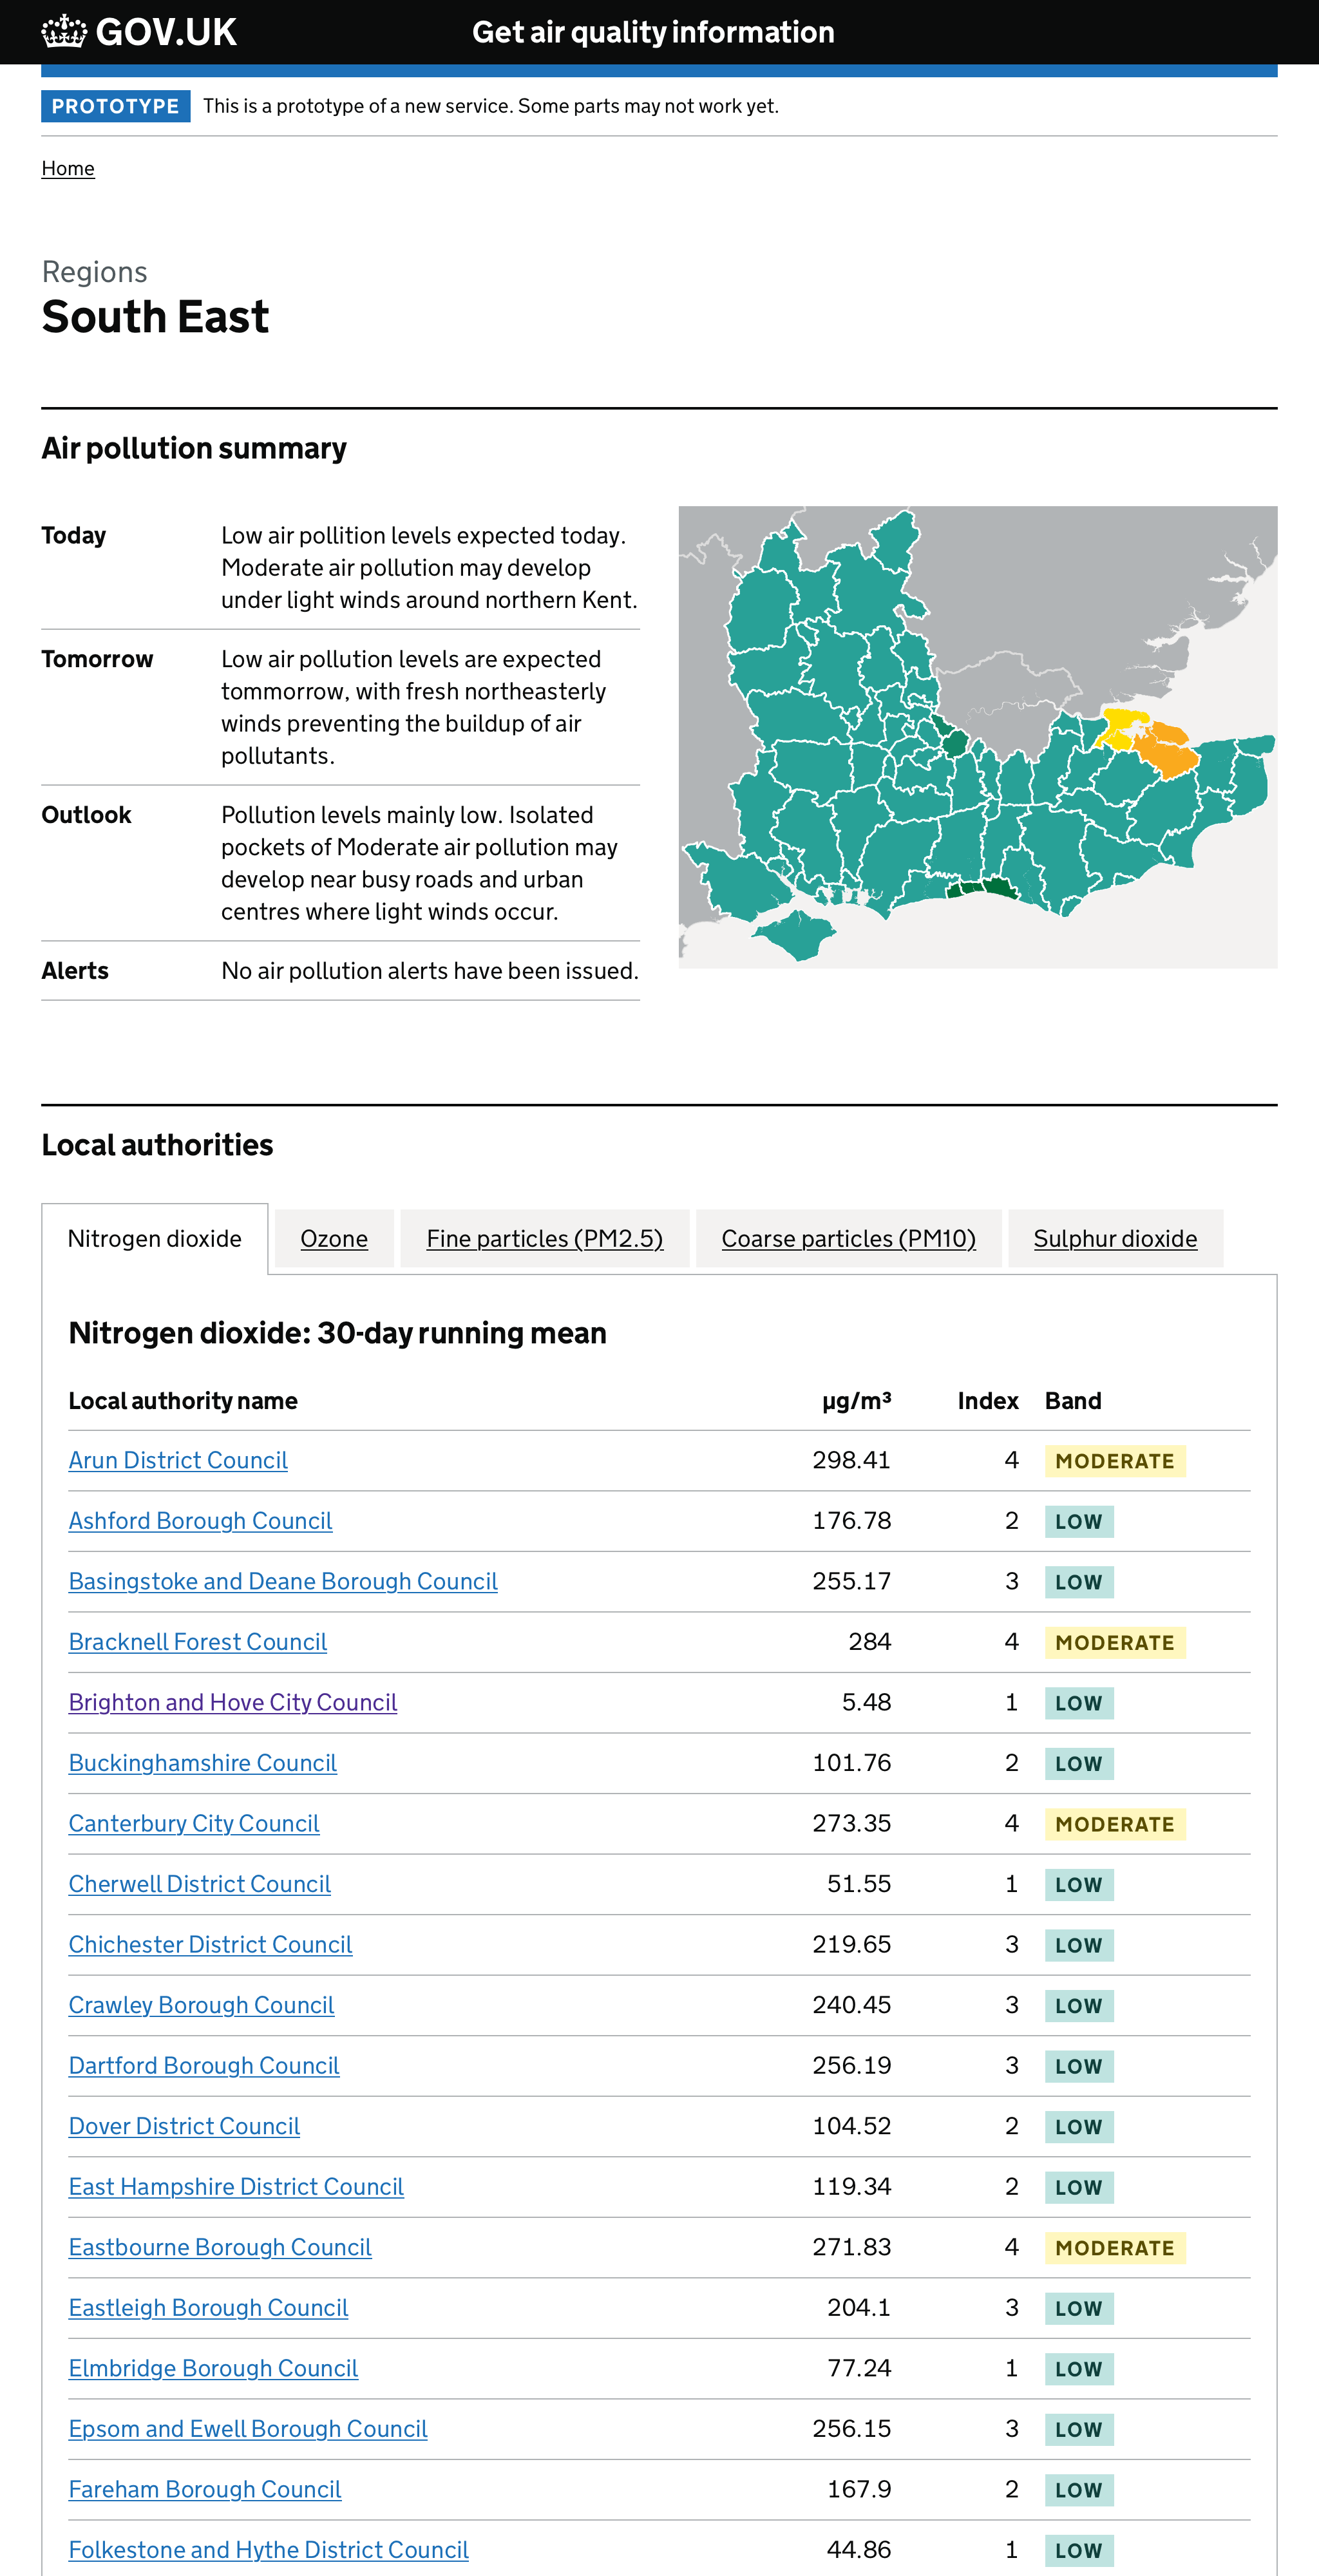 GOV.UK
Get air quality information
PROTOTYPE This is a prototype of a new service. Some parts may not work yet.
Home
Regions
South East
Air pollution summary
Today Low air pollition levels expected today.
Moderate air pollution may develop
under light winds around northern Kent.
Tomorrow Low air pollution levels are expected
tommorrow, with fresh northeasterly
winds preventing the buildup of air
pollutants.
Outlook Pollution levels mainly low. Isolated
pockets of Moderate air pollution may
develop near busy roads and urban
centres where light winds occur.
Alerts No air pollution alerts have been issued.
Local authorities
Nitrogen dioxide Ozone Fine particles (PM2.5) Coarse particles (PM10) Sulphur dioxide
Nitrogen dioxide: 30-day running mean
Local authority name µg/m³ Index Band
Arun District Council 298.41 4 MODERATE
Ashford Borough Council 176.78 2 LOW
Basingstoke and Deane Borough Council 255.17 3 LOW
Bracknell Forest Council 284 4 MODERATE
Brighton and Hove City Council 5.48 1 LOW
Buckinghamshire Council 101.76 2 LOW
Canterbury City Council 273.35 4 MODERATE
Cherwell District Council 51.55 1 LOW
Chichester District Council 219.65 3 LOW
Crawley Borough Council 240.45 3 LOW
Dartford Borough Council 256.19 3 LOW
Dover District Council 104.52 2 LOW
East Hampshire District Council 119.34 2 LOW
Eastbourne Borough Council 271.83 4 MODERATE
Eastleigh Borough Council 204.1 3 LOW
Elmbridge Borough Council 77.24 1 LOW
Epsom and Ewell Borough Council 256.15 3 LOW
Fareham Borough Council 167.9 2 LOW
Folkestone and Hythe District Council 44.86 1 LOW